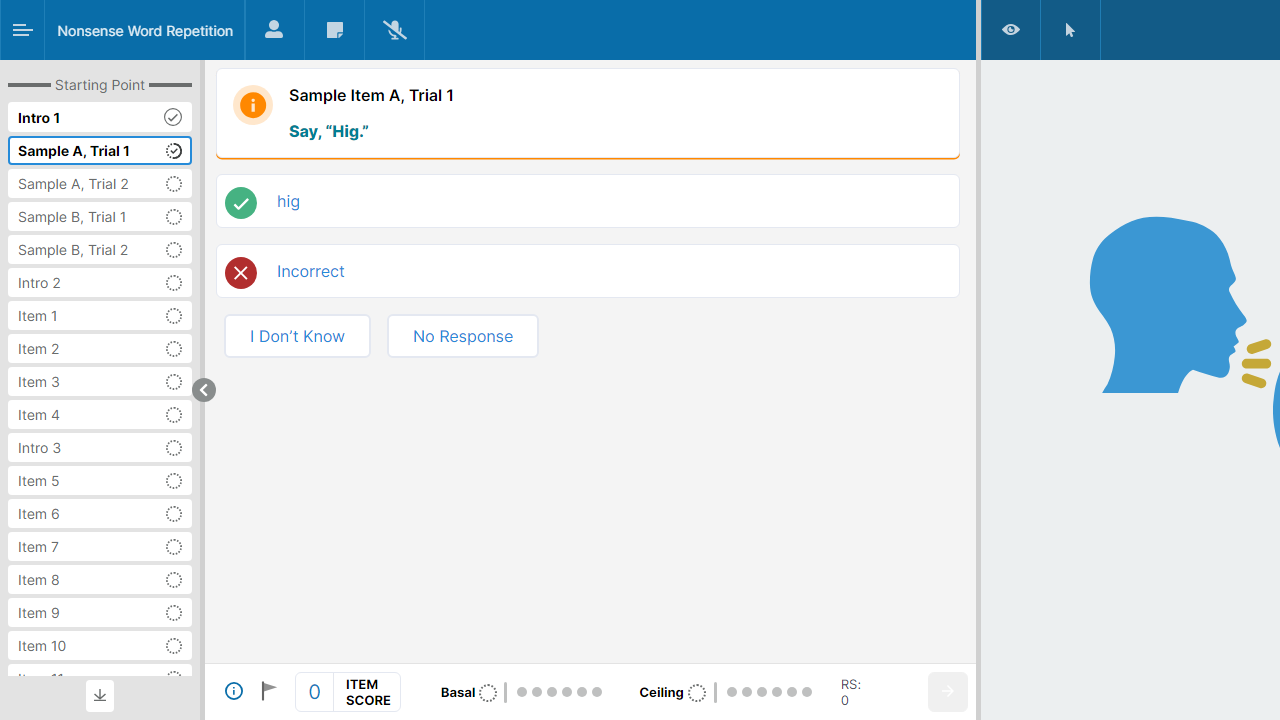 Nonsense Word Repetition
Starting Point
Intro 1
Sample A, Trial 1
Sample A, Trial 2
Sample B, Trial 1
Sample B, Trial 2
Intro 2
Item 1
Item 2
Item 3
Item 4
Intro 3
Item 5
Item 6
Item 7
Item 8
Item 9
Item 10
Sample Item A, Trial 1
Say, “Hig.”
hig
Incorrect
I Don’t Know
No Response
0
ITEM
SCORE
Basal
Ceiling
RS:
0